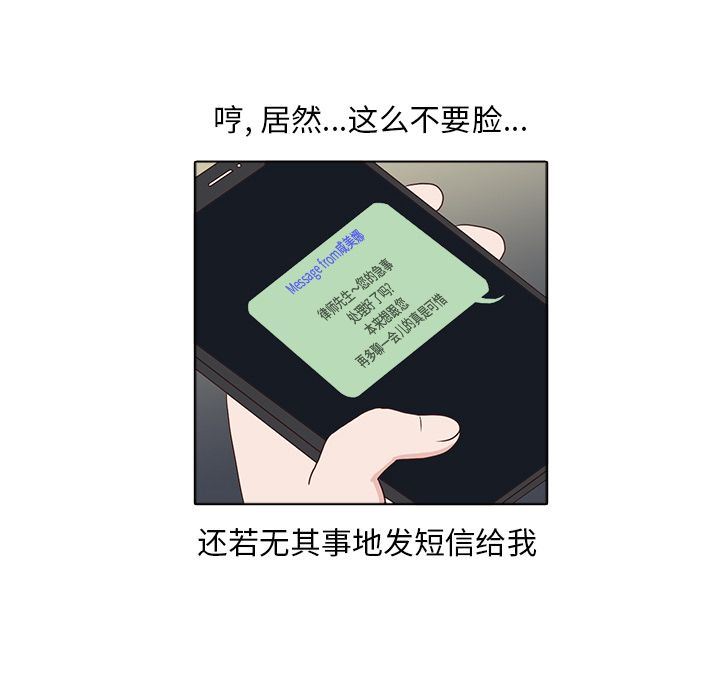 哼, 居然...这么不要脸...
Message from咸美娜
律师先生～您的急事
处理好了吗?
本来想跟您
再多聊一会儿的真是可惜
还若无其事地发短信给我